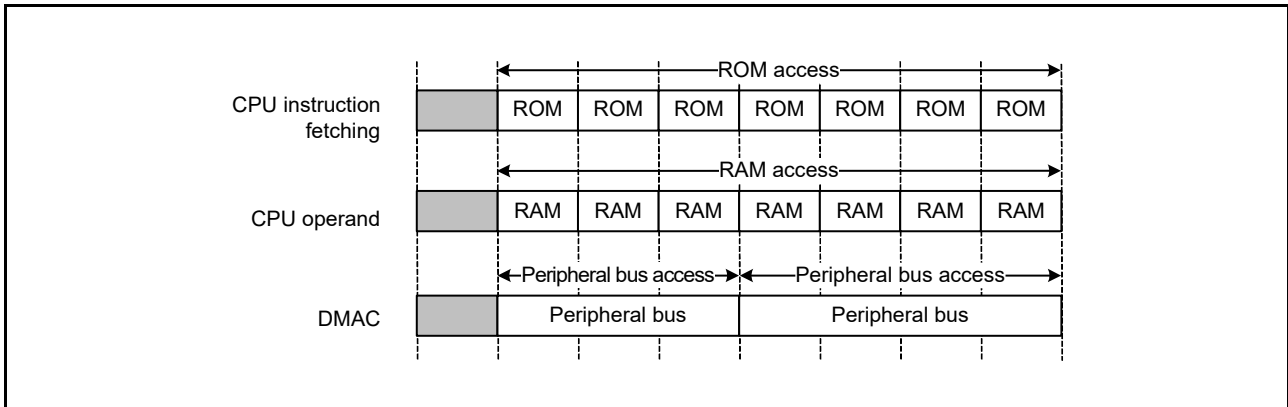 ROM access
CPU instruction
fetching
ROM ROM ROM ROM ROM ROM ROM
RAM access
CPU operand
RAM RAM RAM RAM RAM RAM RAM
Peripheral bus access Peripheral bus access
DMAC
Peripheral bus Peripheral bus